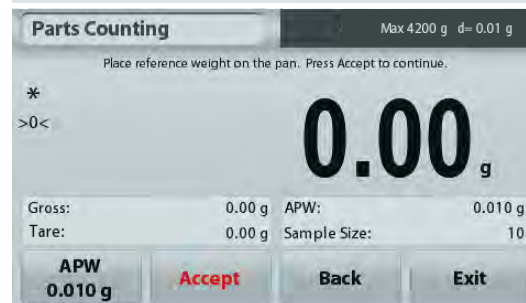 Parts Counting
Max 4200 g d= 0.01 g
Place reference weight on the pan. Press Accept to continue.
*
>0<
0.00 g
Gross: 0.00 g APW: 0.010 g
Tare: 0.00 g Sample Size: 10
APW
0.010 g
Accept
Back
Exit